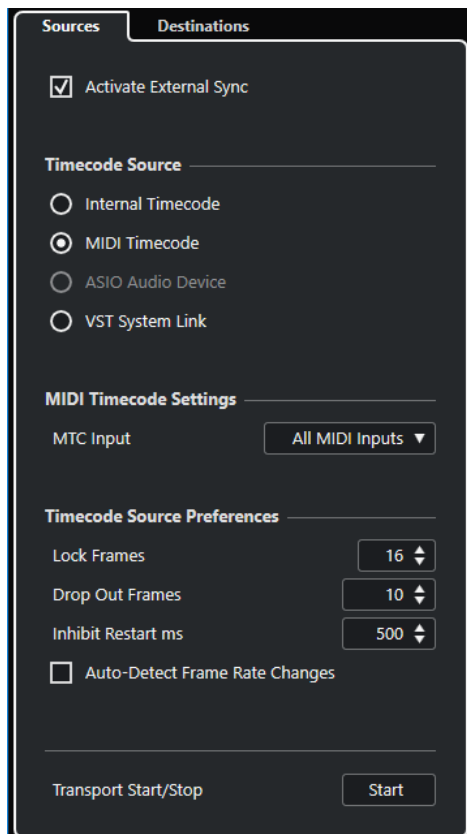 Sources Destinations
Activate External Sync
Timecode Source
Internal Timecode
MIDI Timecode
ASIO Audio Device
VST System Link
MIDI Timecode Settings
MTC Input All MIDI Inputs
Timecode Source Preferences
Lock Frames 16
Drop Out Frames 10
Inhibit Restart ms 500
Auto-Detect Frame Rate Changes
Transport Start/Stop Start